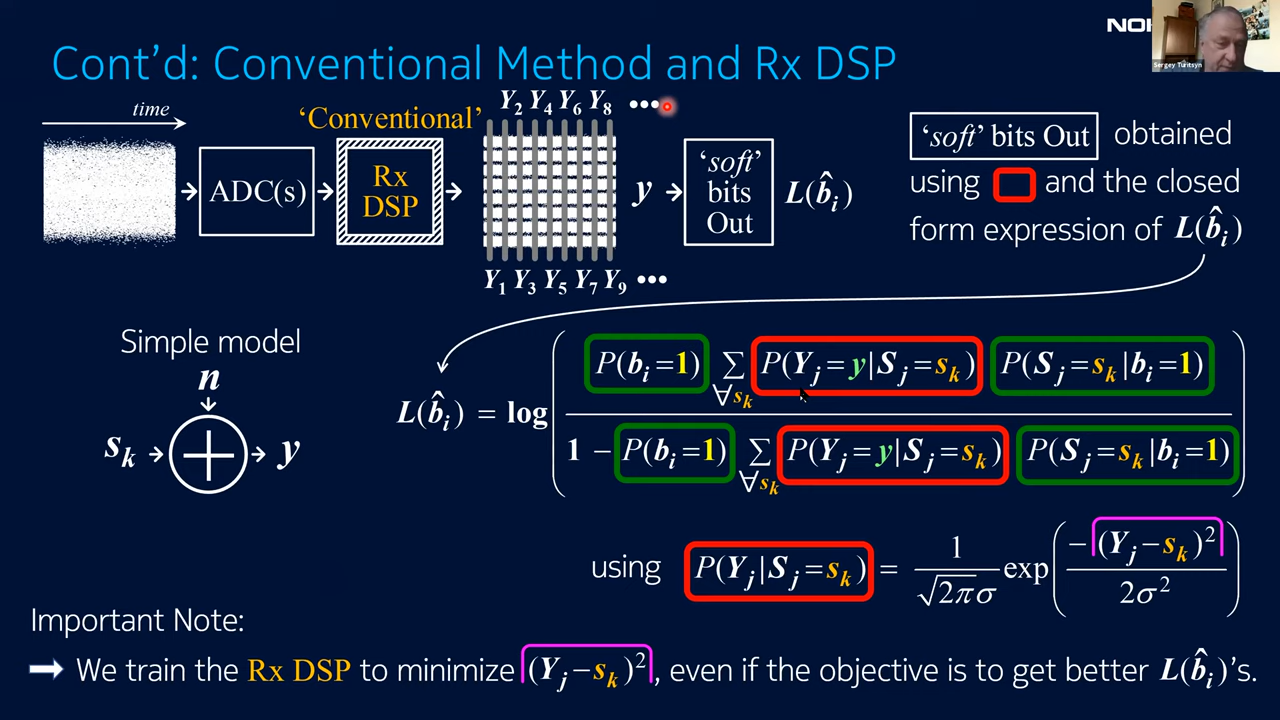 NOK
Sergey Turitsyn
Cont'd: Conventional Method and Rx DSP
time
'Conventional'
ADC(s)
Rx
DSP
Y₂ Y₄ Y₆ Y₈ •••
Y₁ Y₃ Y₅ Y₇ Y₉ •••
y
'soft'
bits
Out
L(b̂ᵢ)
'soft' bits Out obtained
using and the closed
form expression of L(b̂ᵢ)
Simple model
n
sₖ + y
L(b̂ᵢ) = log( P(bᵢ=1) ∑ P(Yⱼ=y|Sⱼ=sₖ) P(Sⱼ=sₖ|bᵢ=1)
∀sₖ
1 − P(bᵢ=1) ∑ P(Yⱼ=y|Sⱼ=sₖ) P(Sⱼ=sₖ|bᵢ=1) )
∀sₖ
using P(Yⱼ|Sⱼ=sₖ) = 1/(√2π σ) exp( −(Yⱼ−sₖ)² / 2σ² )
Important Note:
➡ We train the Rx DSP to minimize (Yⱼ−sₖ)², even if the objective is to get better L(b̂ᵢ)'s.